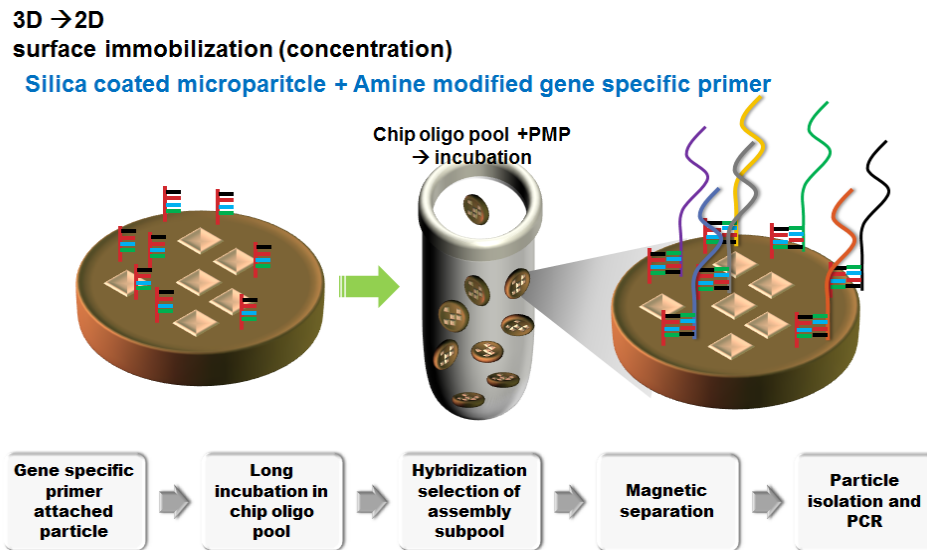 3D → 2D
surface immobilization (concentration)
Silica coated microparitcle + Amine modified gene specific primer
Chip oligo pool +PMP
→ incubation
Gene specific
primer
attached
particle
Long
incubation in
chip oligo
pool
Hybridization
selection of
assembly
subpool
Magnetic
separation
Particle
isolation and
PCR